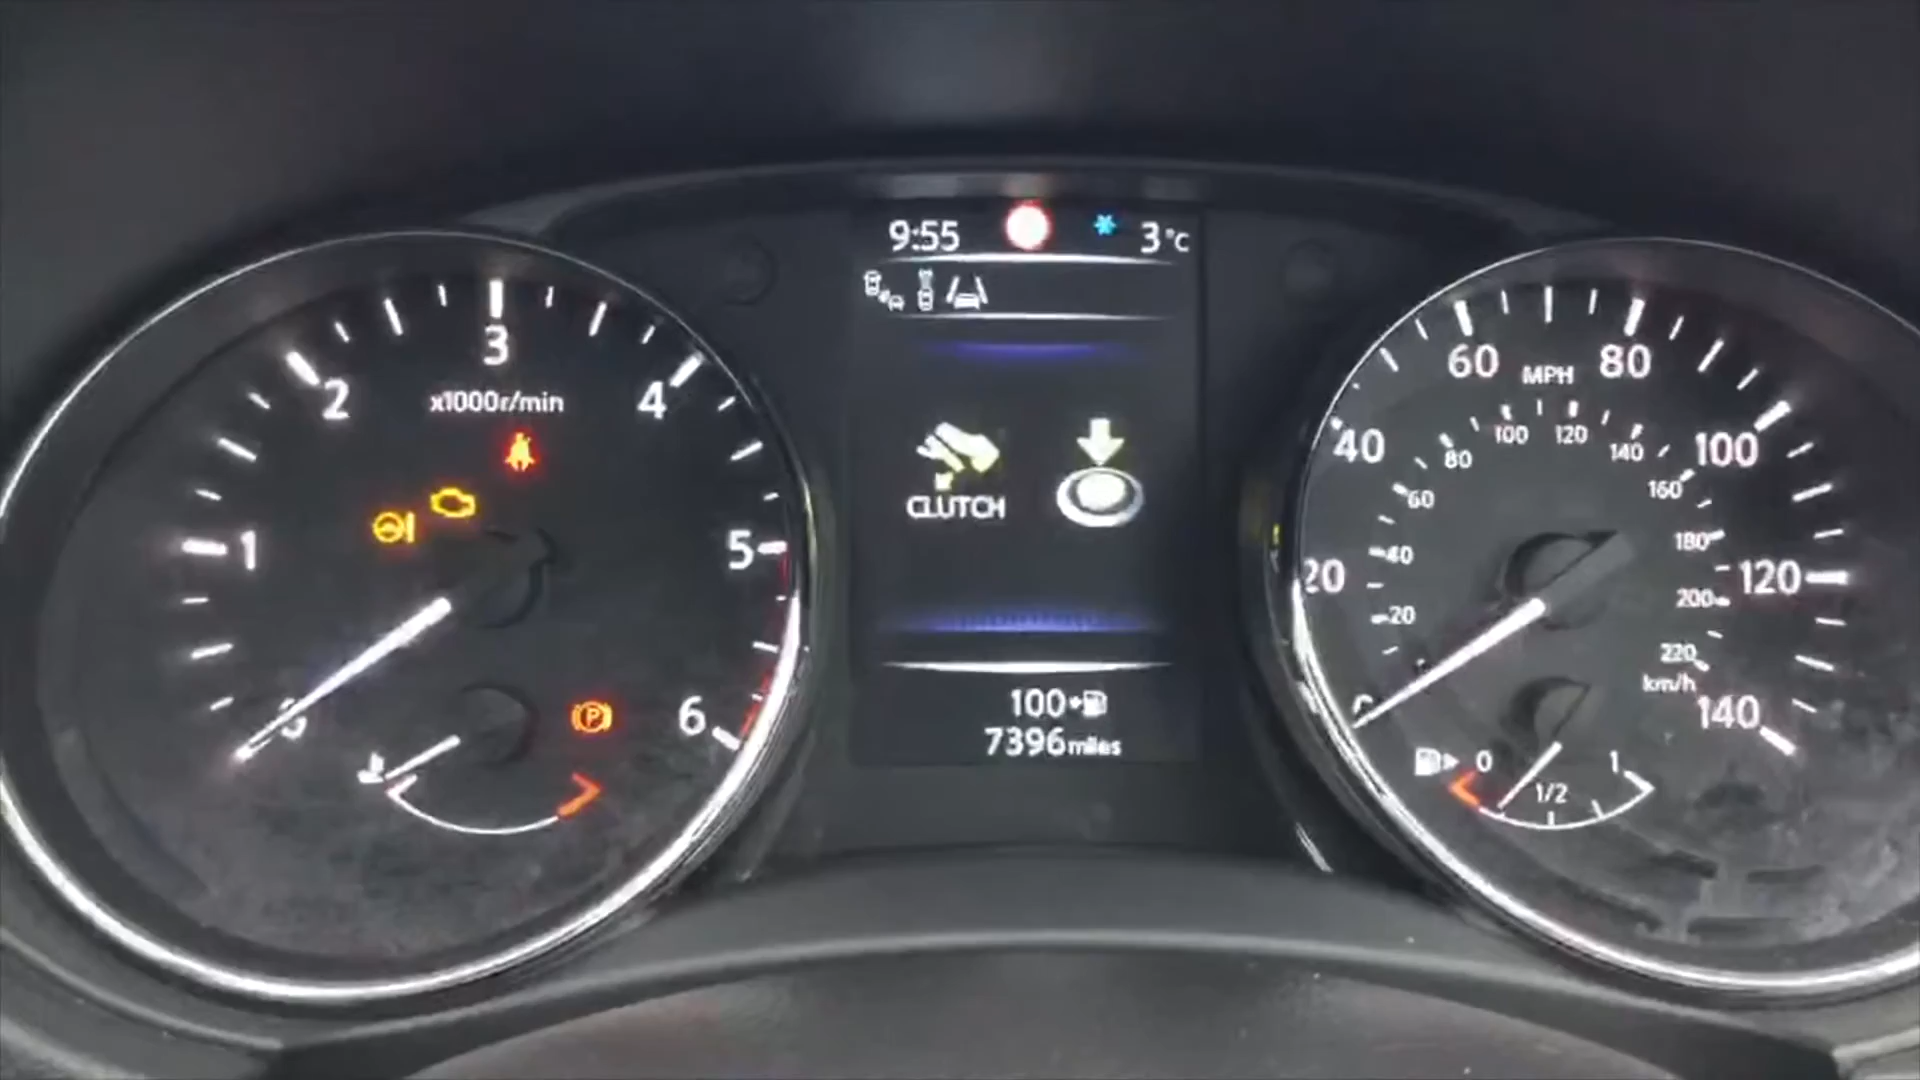 9:55 3°C
3
2 4
x1000r/min
1 5
6
CLUTCH
P
100
7396miles
60 80
MPH
40 100
100 120
80 140
60 160
40 180
20 120
20 200
220
km/h
0 140
0 1
1/2